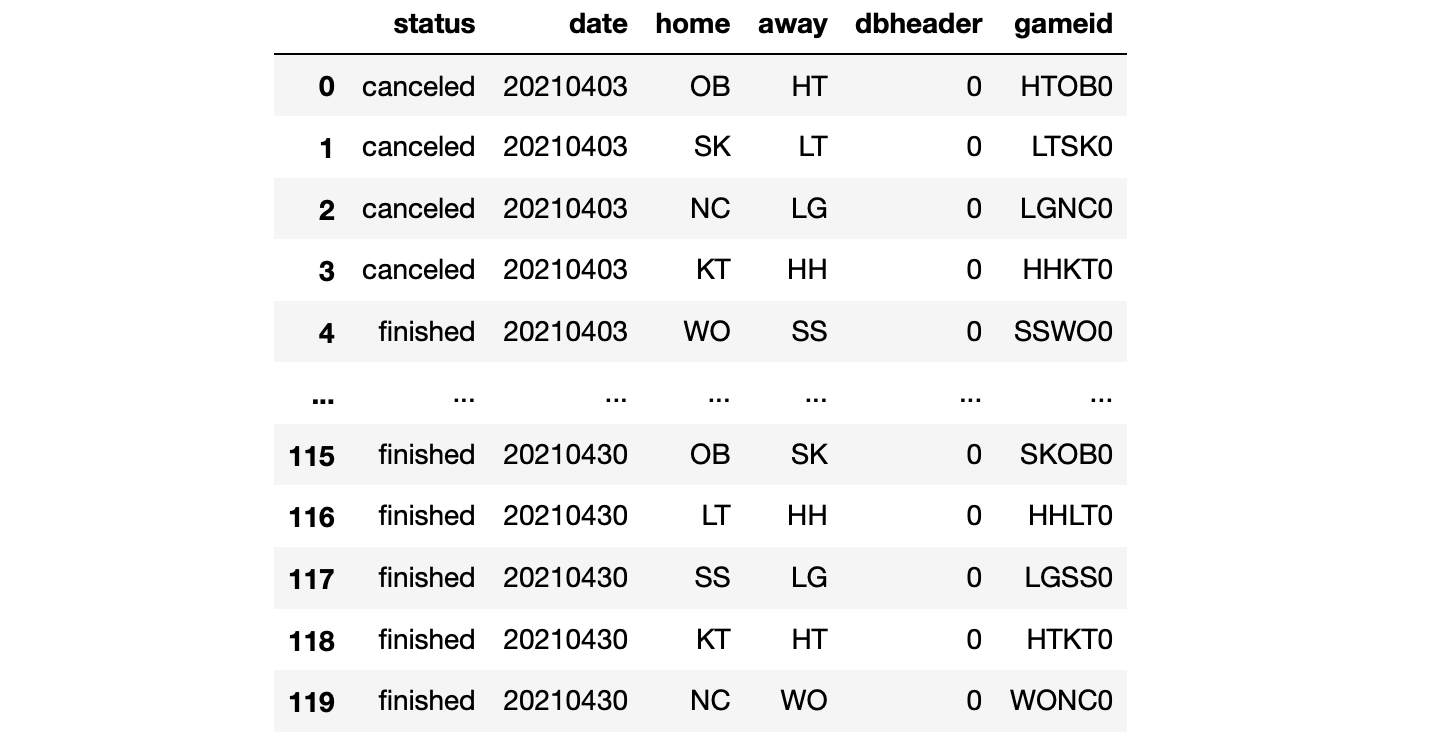 status date home away dbheader gameid
0 canceled 20210403 OB HT 0 HTOB0
1 canceled 20210403 SK LT 0 LTSK0
2 canceled 20210403 NC LG 0 LGNC0
3 canceled 20210403 KT HH 0 HHKT0
4 finished 20210403 WO SS 0 SSWO0
... ... ... ... ... ... ...
115 finished 20210430 OB SK 0 SKOB0
116 finished 20210430 LT HH 0 HHLT0
117 finished 20210430 SS LG 0 LGSS0
118 finished 20210430 KT HT 0 HTKT0
119 finished 20210430 NC WO 0 WONC0